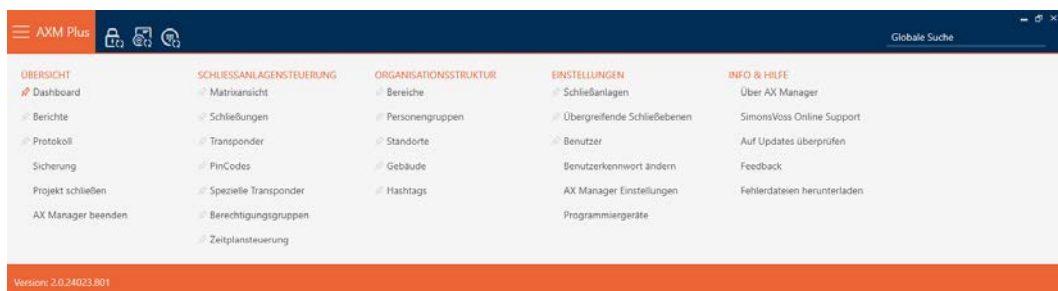 AXM Plus
Globale Suche
ÜBERSICHT
Dashboard
Berichte
Protokoll
Sicherung
Projekt schließen
AX Manager beenden
SCHLIESSANLAGENSTEUERUNG
Matrixansicht
Schließungen
Transponder
PinCodes
Spezielle Transponder
Berechtigungsgruppen
Zeitplansteuerung
ORGANISATIONSSTRUKTUR
Bereiche
Personengruppen
Standorte
Gebäude
Hashtags
EINSTELLUNGEN
Schließanlagen
Übergreifende Schließebenen
Benutzer
Benutzerkennwort ändern
AX Manager Einstellungen
Programmiergeräte
INFO & HILFE
Über AX Manager
SimonsVoss Online Support
Auf Updates überprüfen
Feedback
Fehlerdateien herunterladen
Version: 2.0.24023.801